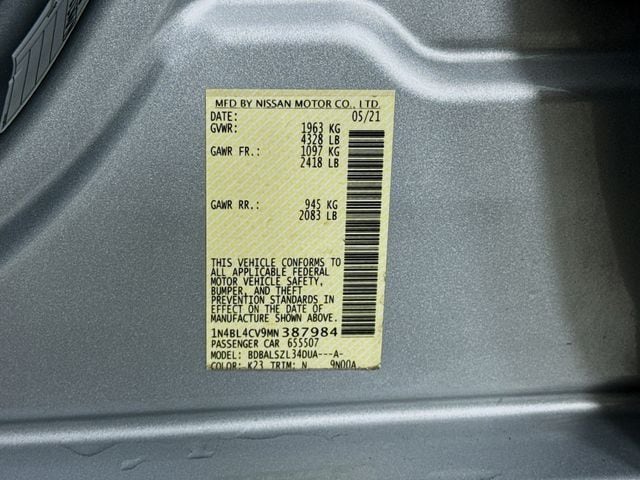 MFD BY NISSAN MOTOR CO., LTD.
DATE: 05/21
GVWR: 1963 KG
4328 LB
GAWR FR.: 1097 KG
2418 LB
GAWR RR.: 945 KG
2083 LB
THIS VEHICLE CONFORMS TO
ALL APPLICABLE FEDERAL
MOTOR VEHICLE SAFETY,
BUMPER, AND THEFT
PREVENTION STANDARDS IN
EFFECT ON THE DATE OF
MANUFACTURE SHOWN ABOVE.
1N4BL4CV9MN387984
PASSENGER CAR 655507
MODEL: BDBALSZL34DUA---A-
COLOR: K23 TRIM: N 9N00A